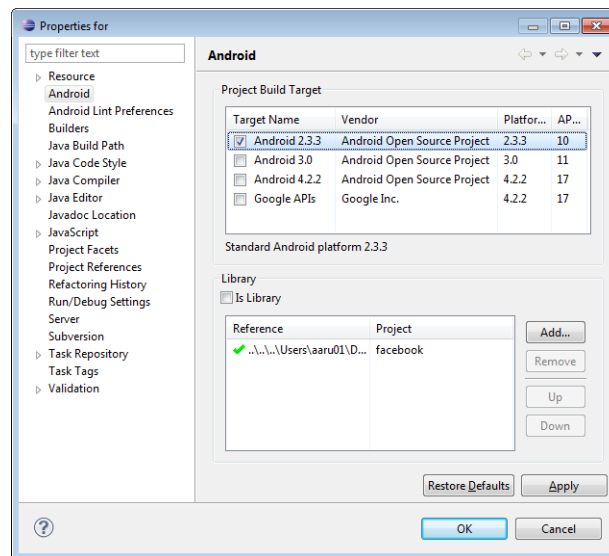 Properties for
type filter text
Resource
Android
Android Lint Preferences
Builders
Java Build Path
Java Code Style
Java Compiler
Java Editor
Javadoc Location
JavaScript
Project Facets
Project References
Refactoring History
Run/Debug Settings
Server
Subversion
Task Repository
Task Tags
Validation
Android
Project Build Target
Target Name Vendor Platfor... AP...
Android 2.3.3 Android Open Source Project 2.3.3 10
Android 3.0 Android Open Source Project 3.0 11
Android 4.2.2 Android Open Source Project 4.2.2 17
Google APIs Google Inc. 4.2.2 17
Standard Android platform 2.3.3
Library
Is Library
Reference Project
..\..\..\Users\aaru01\D... facebook
Add...
Remove
Up
Down
Restore Defaults Apply
? OK Cancel